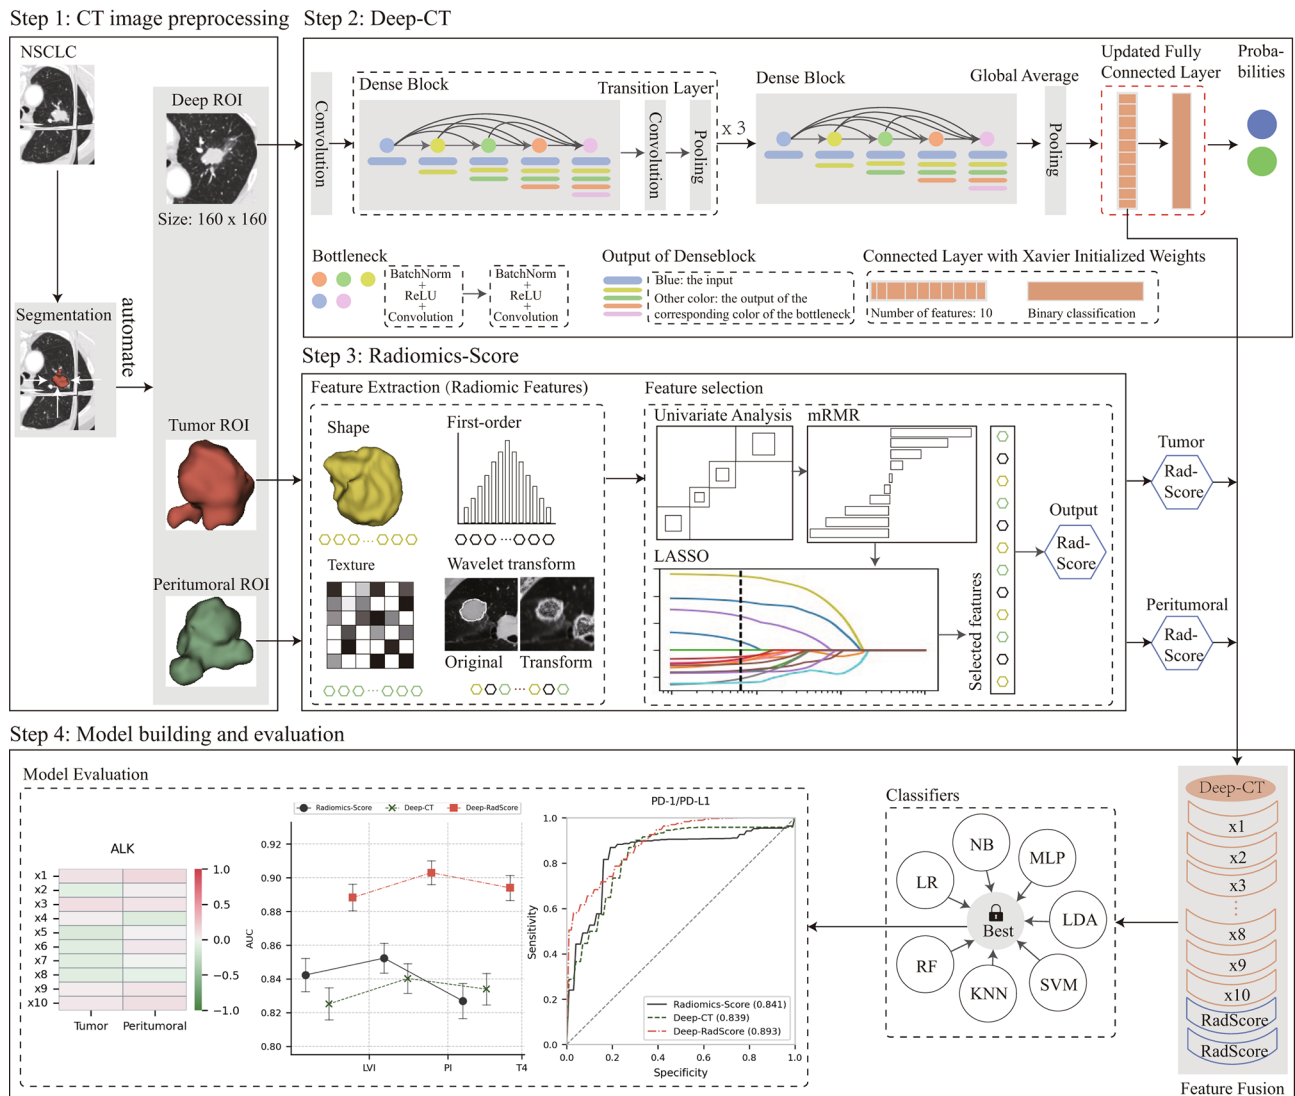 Step 1: CT image preprocessing
NSCLC
Deep ROI
Size: 160 x 160
Segmentation
automate
Tumor ROI
Peritumoral ROI
Step 2: Deep-CT
Convolution
Dense Block
Transition Layer
Convolution
Pooling
x 3
Dense Block
Global Average
Pooling
Updated Fully
Connected Layer
Proba-
bilities
Bottleneck
BatchNorm
+
ReLU
+
Convolution
BatchNorm
+
ReLU
+
Convolution
Output of Denseblock
Blue: the input
Other color: the output of the
corresponding color of the bottleneck
Connected Layer with Xavier Initialized Weights
Number of features: 10
Binary classification
Step 3: Radiomics-Score
Feature Extraction (Radiomic Features)
Shape
First-order
Texture
Wavelet transform
Original
Transform
Feature selection
Univariate Analysis
mRMR
LASSO
Selected features
Output
Rad-
Score
Tumor
Rad-
Score
Peritumoral
Rad-
Score
Step 4: Model building and evaluation
Model Evaluation
ALK
x1
x2
x3
x4
x5
x6
x7
x8
x9
x10
Tumor
Peritumoral
1.0
0.5
0.0
−0.5
−1.0
Radiomics-Score
Deep-CT
Deep-RadScore
AUC
0.92
0.90
0.88
0.86
0.84
0.82
0.80
LVI
PI
T4
PD-1/PD-L1
Sensitivity
1.0
0.8
0.6
0.4
0.2
0.0
0.0
0.2
0.4
0.6
0.8
1.0
Specificity
Radiomics-Score (0.841)
Deep-CT (0.839)
Deep-RadScore (0.893)
Classifiers
NB
MLP
LR
LDA
Best
RF
SVM
KNN
Deep-CT
x1
x2
x3
x8
x9
x10
RadScore
RadScore
Feature Fusion